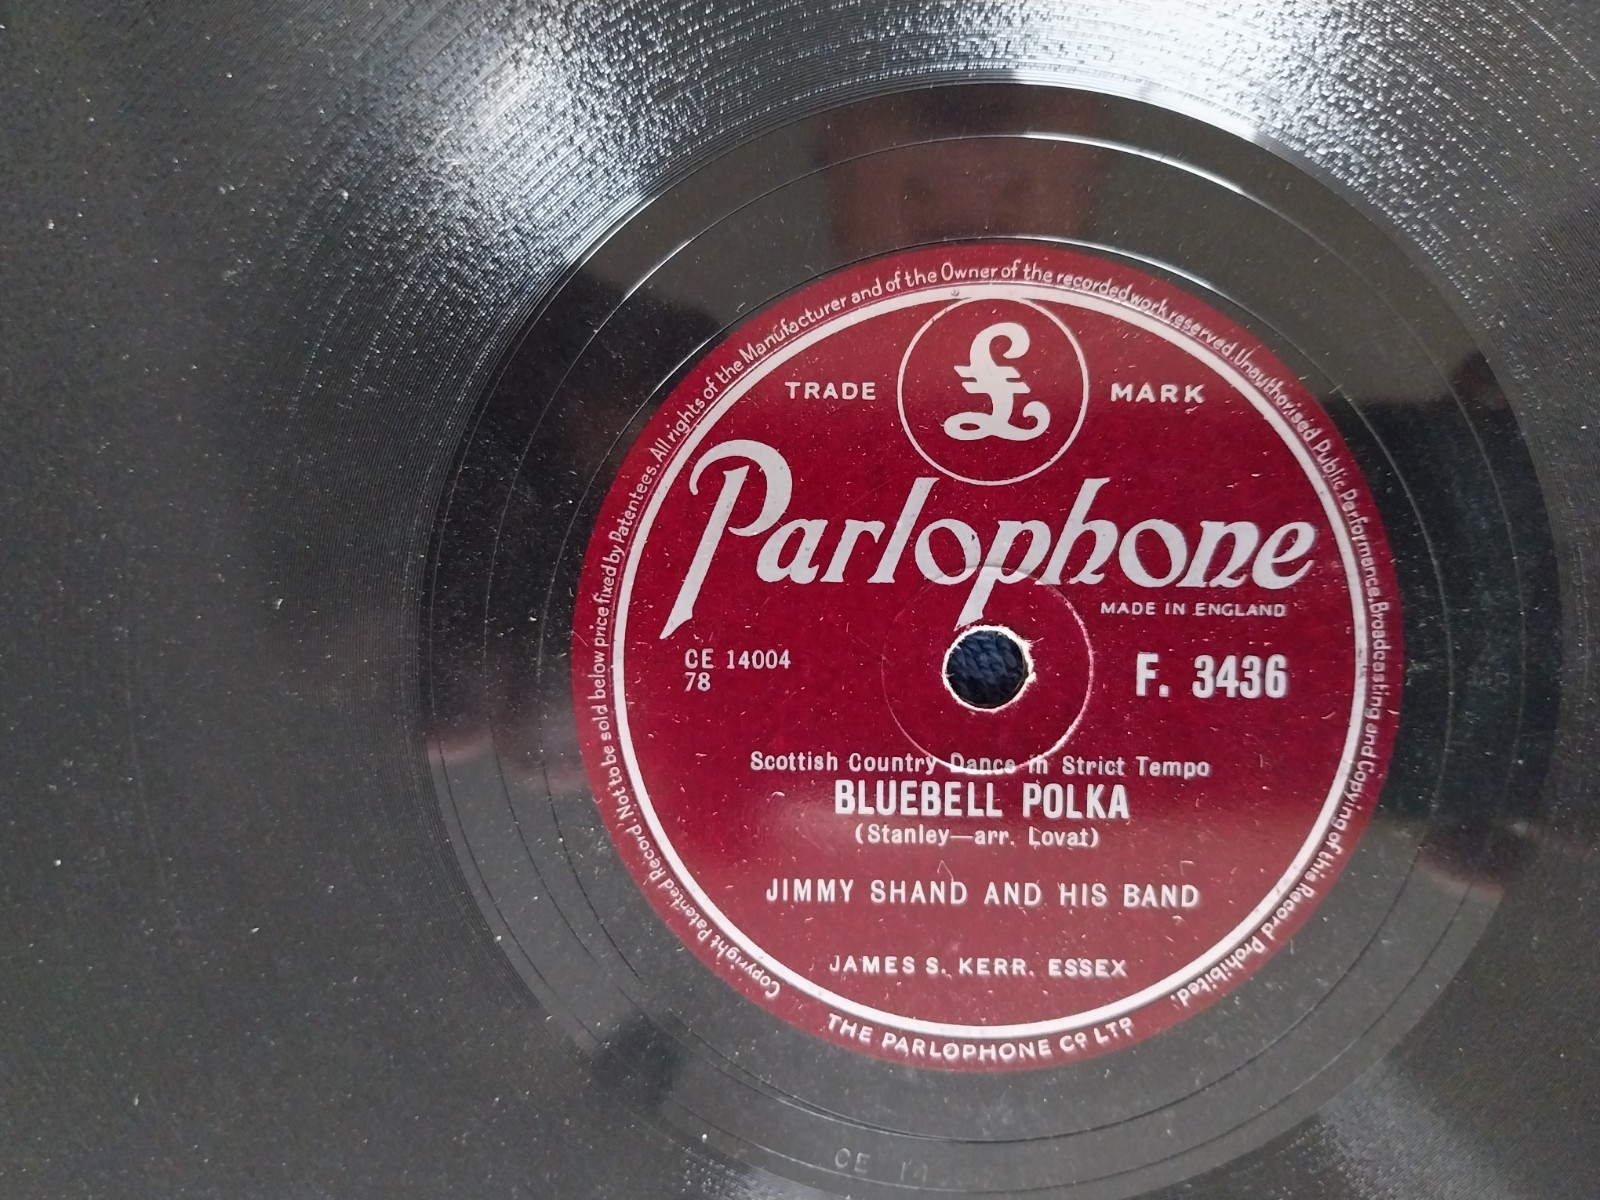 Copyright Patented Record. Not to be sold below price fixed by Patentees. All rights of the Manufacturer and of the Owner of the recorded work reserved. Unauthorised Public Performance, Broadcasting and Copying of this Record Prohibited.
£
TRADE MARK
Parlophone
MADE IN ENGLAND
CE 14004
78
F. 3436
Scottish Country Dance in Strict Tempo
BLUEBELL POLKA
(Stanley—arr. Lovat)
JIMMY SHAND AND HIS BAND
JAMES S. KERR. ESSEX
THE PARLOPHONE CO LTD
CE